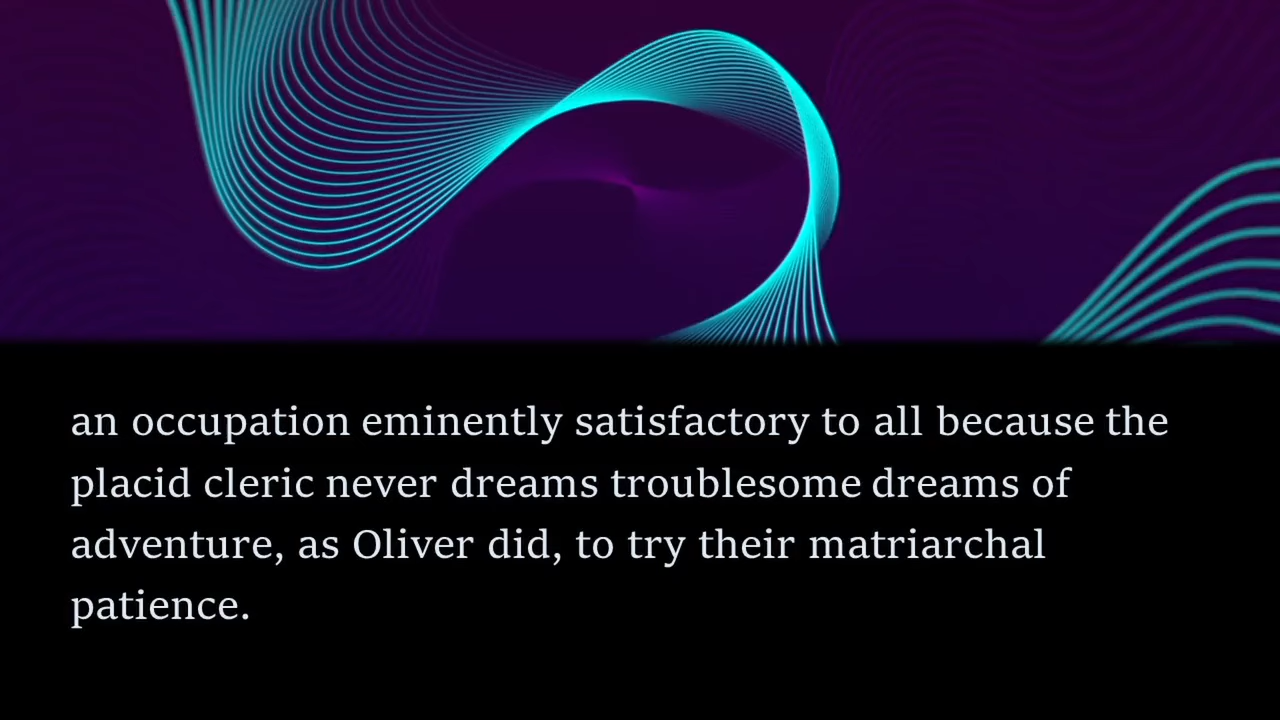 an occupation eminently satisfactory to all because the
placid cleric never dreams troublesome dreams of
adventure, as Oliver did, to try their matriarchal
patience.